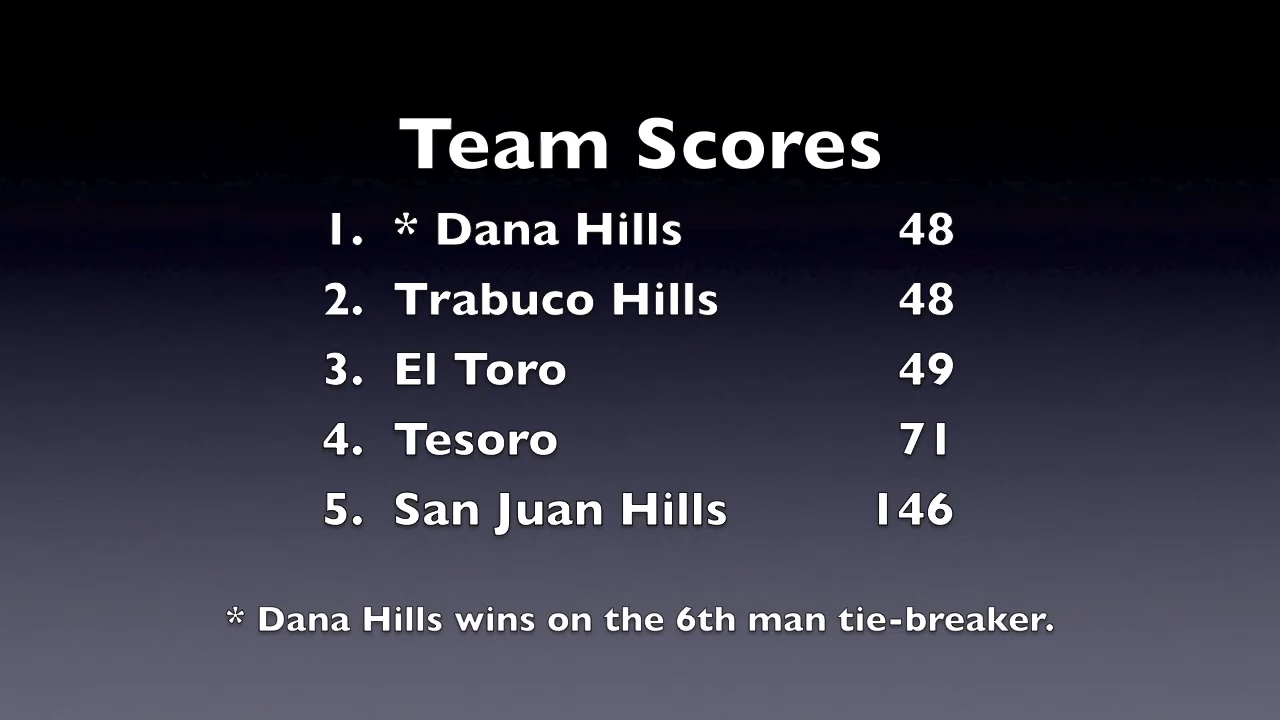 Team Scores
1. * Dana Hills 48
2. Trabuco Hills 48
3. El Toro 49
4. Tesoro 71
5. San Juan Hills 146
* Dana Hills wins on the 6th man tie-breaker.